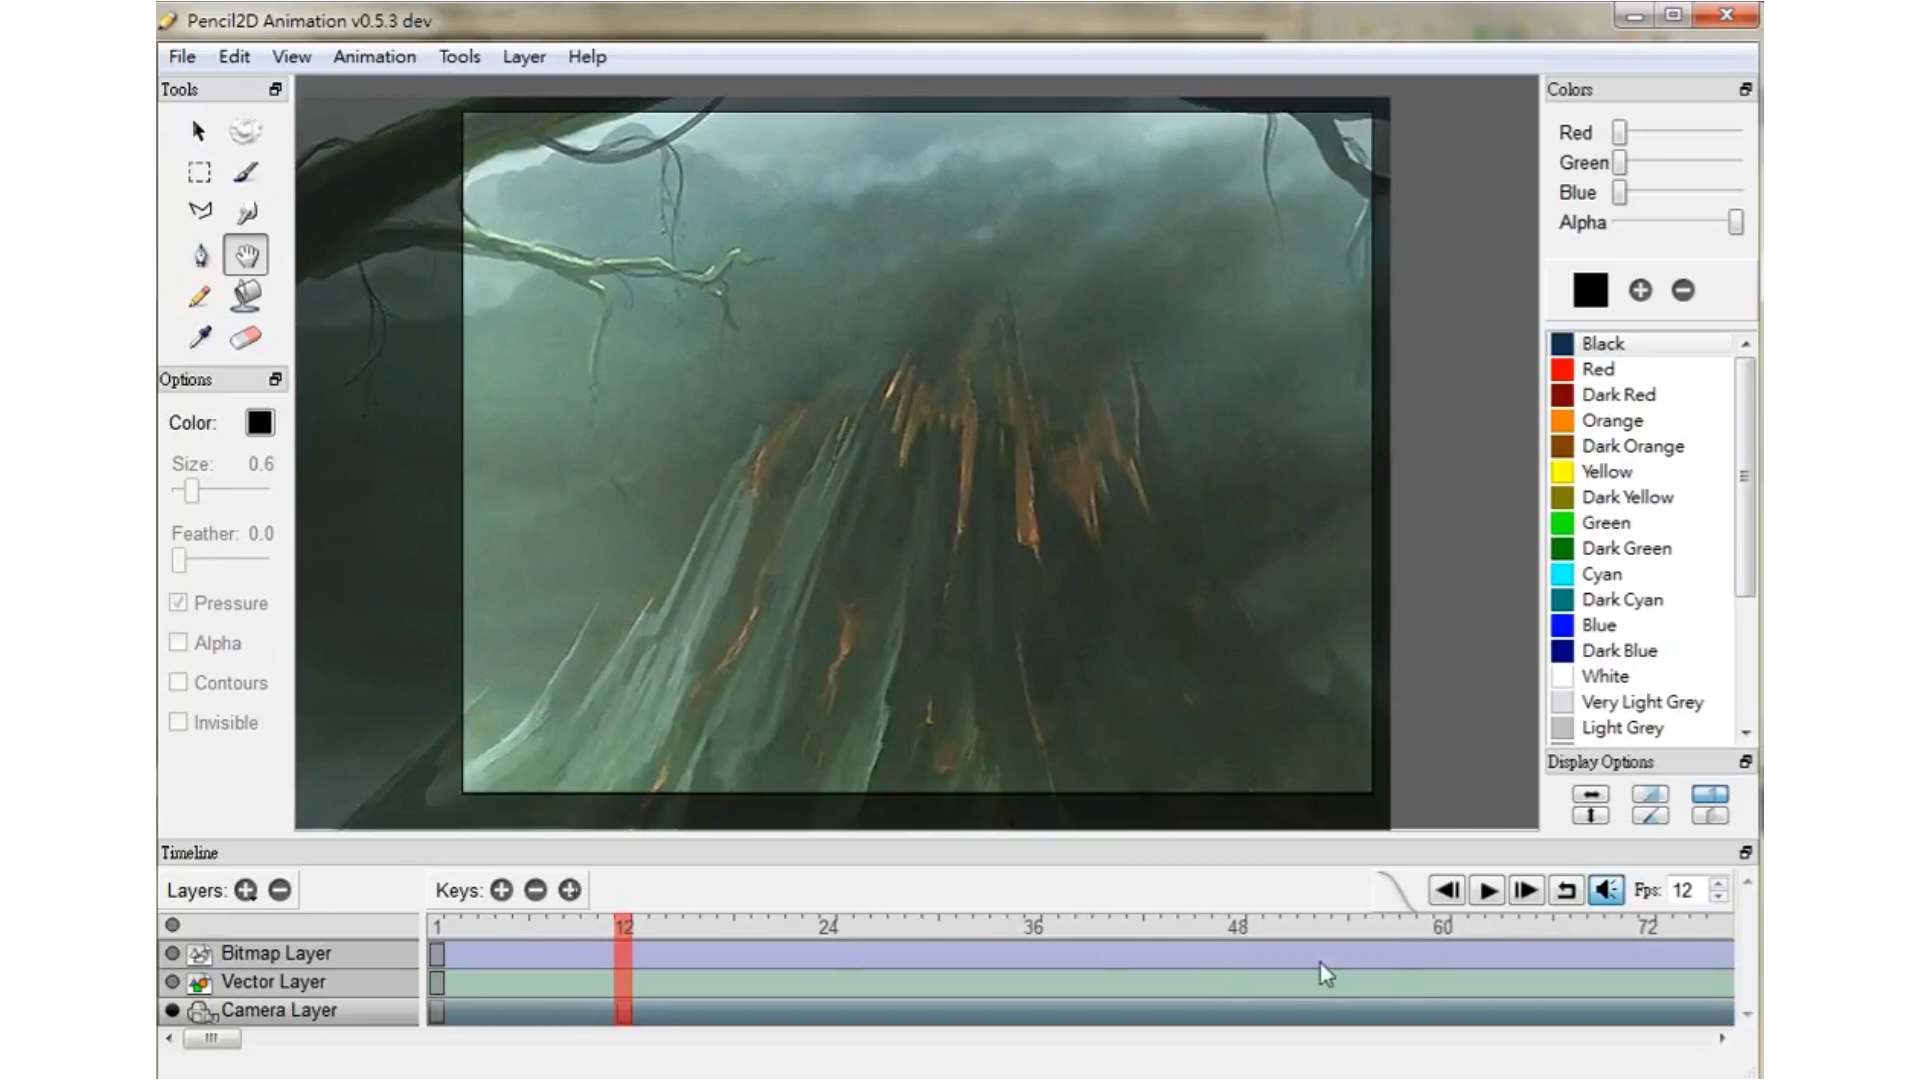 Pencil2D Animation v0.5.3 dev
File Edit View Animation Tools Layer Help
Tools
Options
Color:
Size: 0.6
Feather: 0.0
Pressure
Alpha
Contours
Invisible
Colors
Red
Green
Blue
Alpha
Black
Red
Dark Red
Orange
Dark Orange
Yellow
Dark Yellow
Green
Dark Green
Cyan
Dark Cyan
Blue
Dark Blue
White
Very Light Grey
Light Grey
Display Options
Timeline
Layers: Keys: Fps: 12
1 12 24 36 48 60 72
Bitmap Layer
Vector Layer
Camera Layer